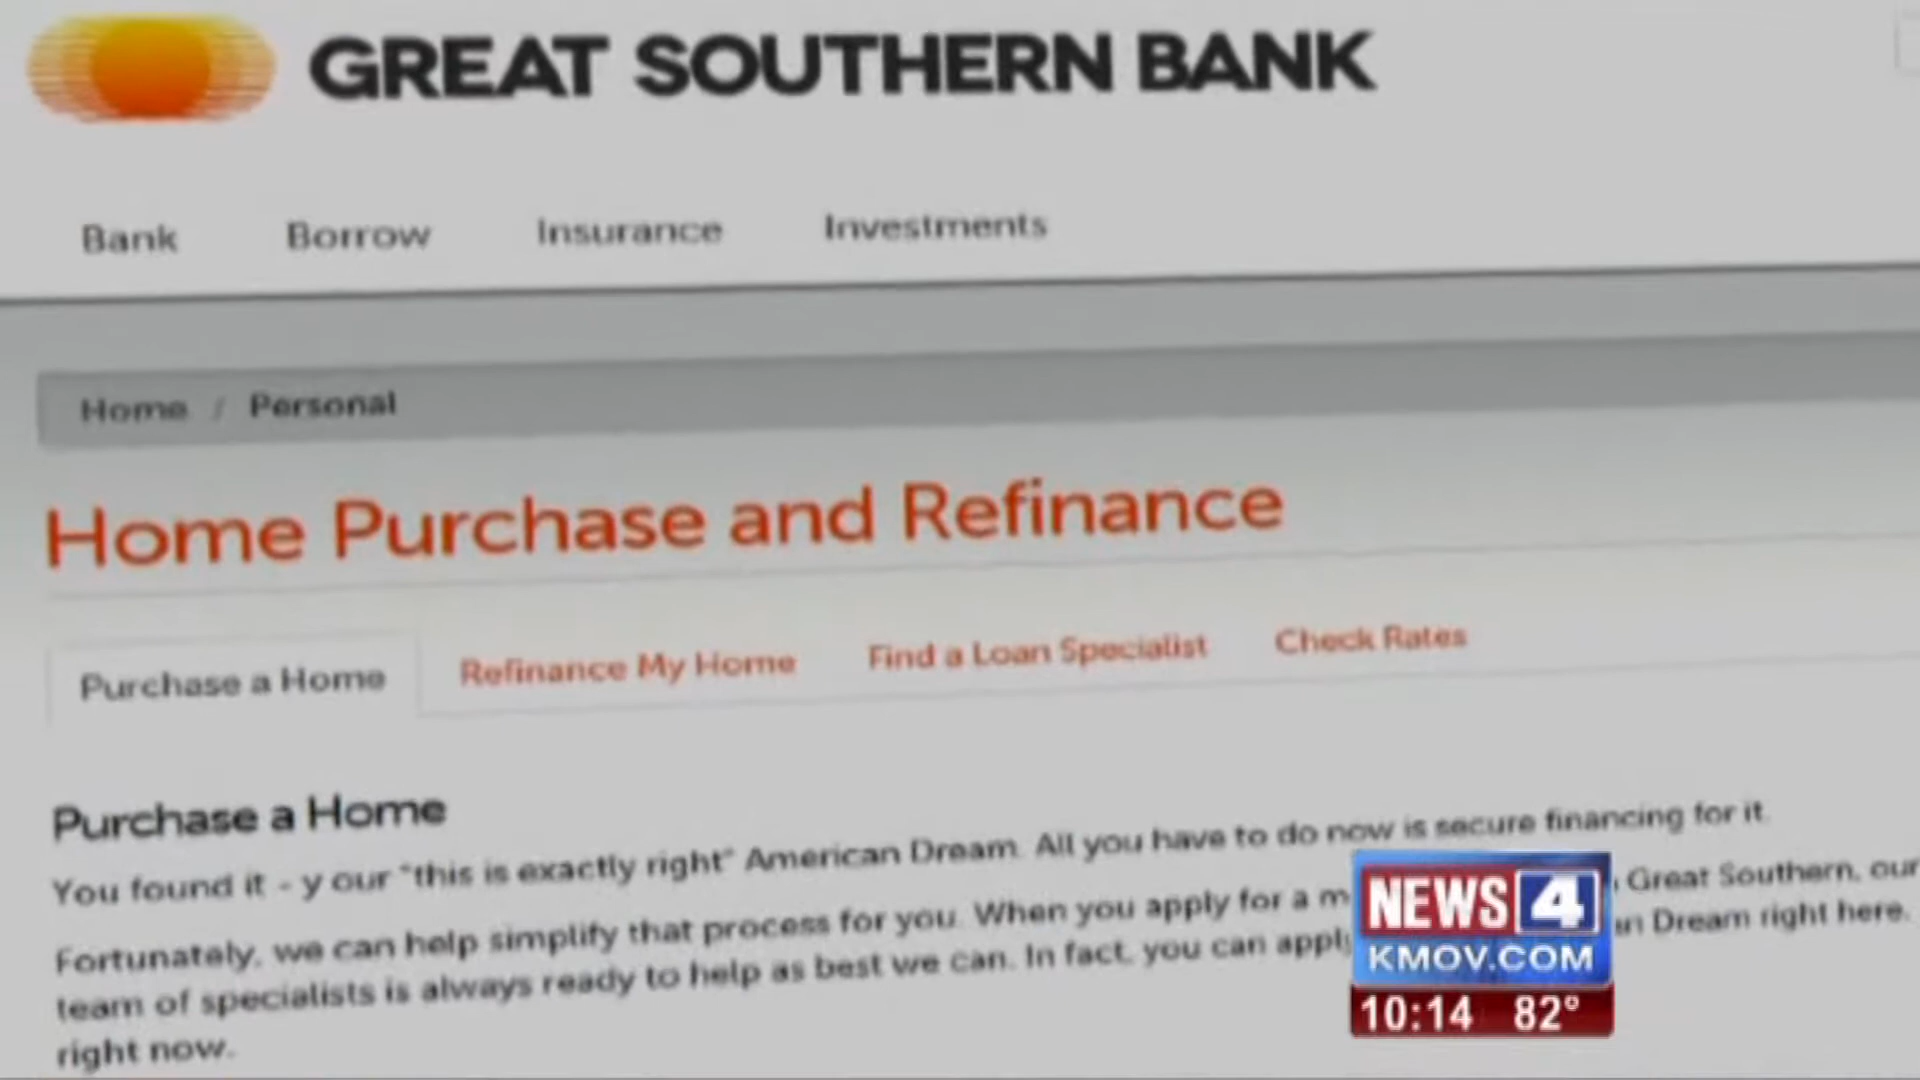 GREAT SOUTHERN BANK
Bank Borrow Insurance Investments
Home / Personal
Home Purchase and Refinance
Purchase a Home Refinance My Home Find a Loan Specialist Check Rates
Purchase a Home
You found it - y our "this is exactly right" American Dream. All you have to do now is secure financing for it.
Fortunately, we can help simplify that process for you. When you apply for a Great Southern, our
team of specialists is always ready to help as best we can. In fact, you can Dream right here,
right now.
NEWS 4
KMOV.COM
10:14 82°